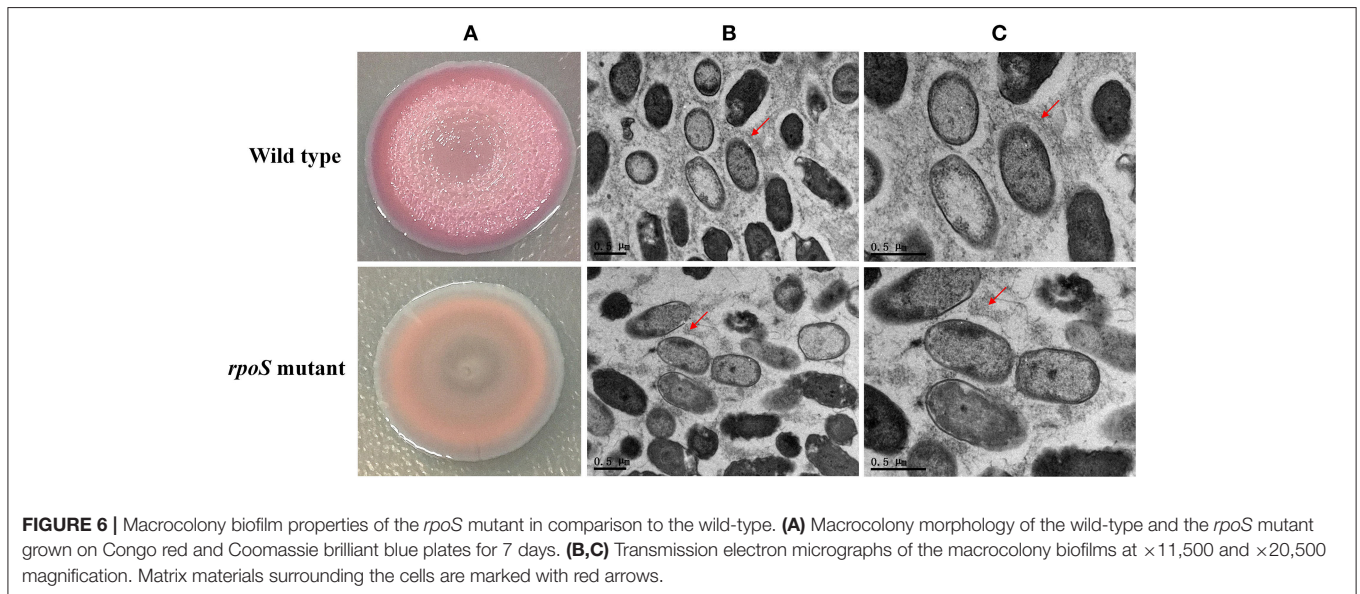 A B C
Wild type
0.5 μm
0.5 μm
rpoS mutant
0.5 μm
0.5 μm
FIGURE 6 | Macrocolony biofilm properties of the rpoS mutant in comparison to the wild-type. (A) Macrocolony morphology of the wild-type and the rpoS mutant
grown on Congo red and Coomassie brilliant blue plates for 7 days. (B,C) Transmission electron micrographs of the macrocolony biofilms at ×11,500 and ×20,500
magnification. Matrix materials surrounding the cells are marked with red arrows.